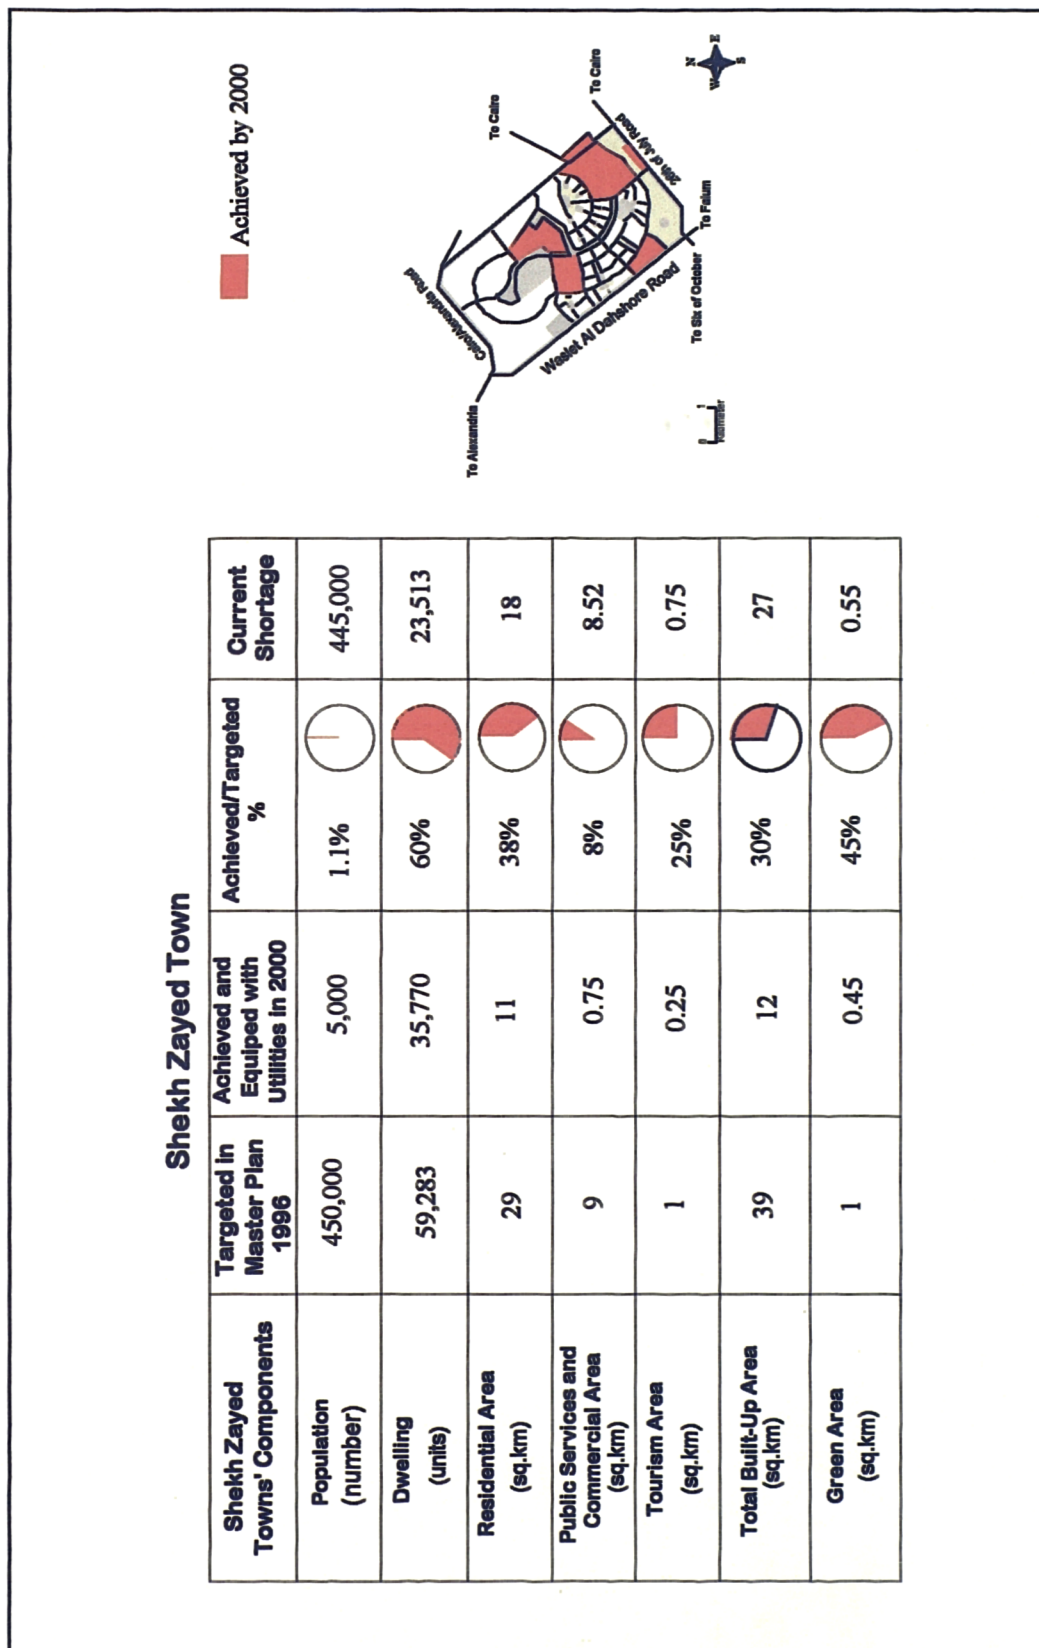 Shekh Zayed Town
Shekh Zayed
Towns' Components
Targeted in
Master Plan
1996
Achieved and
Equiped with
Utilities in 2000
Achieved/Targeted
%
Current
Shortage
Population
(number)
450,000
5,000
1.1%
445,000
Dwelling
(units)
59,283
35,770
60%
23,513
Residential Area
(sq.km)
29
11
38%
18
Public Services and
Commercial Area
(sq.km)
9
0.75
8%
8.52
Tourism Area
(sq.km)
1
0.25
25%
0.75
Total Built-Up Area
(sq.km)
39
12
30%
27
Green Area
(sq.km)
1
0.45
45%
0.55
Achieved by 2000
To Cairo
To Cairo
Cairo/Alexandria Road
26th of July Road
To Alexandria
Waslet Al Dahshore Road
To Faium
To Six of October
0 1
Kilometer
N
E
S
W